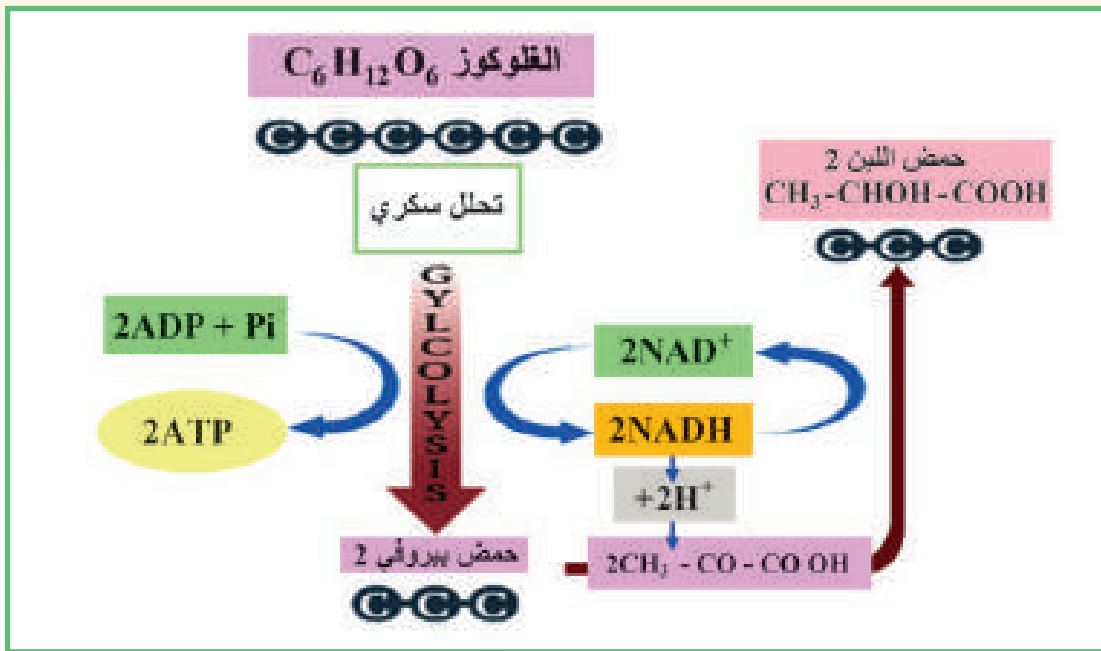 الغلوكوز C₆H₁₂O₆
C-C-C-C-C-C
تحلل سكري
حمض اللبن 2
CH₃-CHOH-COOH
C-C-C
GYLCOLYSIS
2ADP + Pi
2ATP
2NAD⁺
2NADH
+2H⁺
حمض بيروفي 2
C-C-C
2CH₃ - CO - CO OH